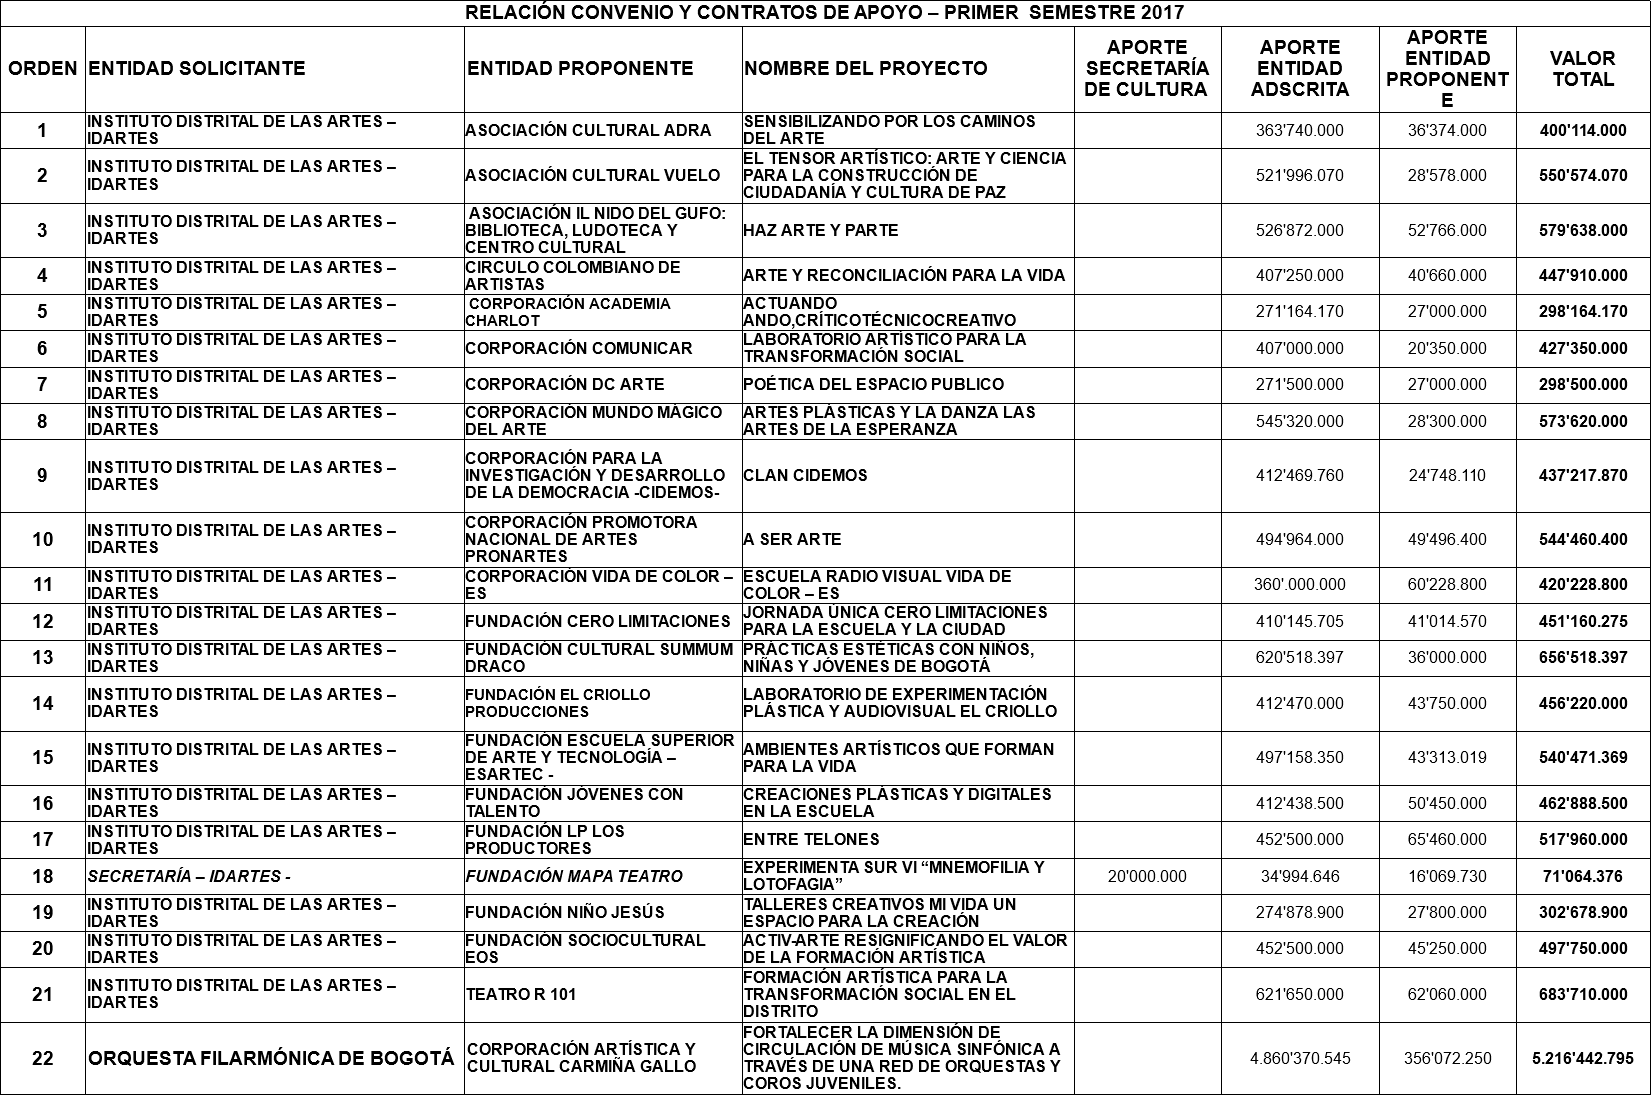 RELACIÓN CONVENIO Y CONTRATOS DE APOYO – PRIMER SEMESTRE 2017
ORDEN
ENTIDAD SOLICITANTE
ENTIDAD PROPONENTE
NOMBRE DEL PROYECTO
APORTE
SECRETARÍA
DE CULTURA
APORTE
ENTIDAD
ADSCRITA
APORTE
ENTIDAD
PROPONENT
E
VALOR
TOTAL
1
INSTITUTO DISTRITAL DE LAS ARTES –
IDARTES
ASOCIACIÓN CULTURAL ADRA
SENSIBILIZANDO POR LOS CAMINOS
DEL ARTE
363'740.000
36'374.000
400'114.000
2
INSTITUTO DISTRITAL DE LAS ARTES –
IDARTES
ASOCIACIÓN CULTURAL VUELO
EL TENSOR ARTÍSTICO: ARTE Y CIENCIA
PARA LA CONSTRUCCIÓN DE
CIUDADANÍA Y CULTURA DE PAZ
521'996.070
28'578.000
550'574.070
3
INSTITUTO DISTRITAL DE LAS ARTES –
IDARTES
ASOCIACIÓN IL NIDO DEL GUFO:
BIBLIOTECA, LUDOTECA Y
CENTRO CULTURAL
HAZ ARTE Y PARTE
526'872.000
52'766.000
579'638.000
4
INSTITUTO DISTRITAL DE LAS ARTES –
IDARTES
CIRCULO COLOMBIANO DE
ARTISTAS
ARTE Y RECONCILIACIÓN PARA LA VIDA
407'250.000
40'660.000
447'910.000
5
INSTITUTO DISTRITAL DE LAS ARTES –
IDARTES
CORPORACIÓN ACADEMIA
CHARLOT
ACTUANDO
ANDO,CRÍTICOTÉCNICOCREATIVO
271'164.170
27'000.000
298'164.170
6
INSTITUTO DISTRITAL DE LAS ARTES –
IDARTES
CORPORACIÓN COMUNICAR
LABORATORIO ARTÍSTICO PARA LA
TRANSFORMACIÓN SOCIAL
407'000.000
20'350.000
427'350.000
7
INSTITUTO DISTRITAL DE LAS ARTES –
IDARTES
CORPORACIÓN DC ARTE
POÉTICA DEL ESPACIO PUBLICO
271'500.000
27'000.000
298'500.000
8
INSTITUTO DISTRITAL DE LAS ARTES –
IDARTES
CORPORACIÓN MUNDO MÁGICO
DEL ARTE
ARTES PLÁSTICAS Y LA DANZA LAS
ARTES DE LA ESPERANZA
545'320.000
28'300.000
573'620.000
9
INSTITUTO DISTRITAL DE LAS ARTES –
IDARTES
CORPORACIÓN PARA LA
INVESTIGACIÓN Y DESARROLLO
DE LA DEMOCRACIA -CIDEMOS-
CLAN CIDEMOS
412'469.760
24'748.110
437'217.870
10
INSTITUTO DISTRITAL DE LAS ARTES –
IDARTES
CORPORACIÓN PROMOTORA
NACIONAL DE ARTES
PRONARTES
A SER ARTE
494'964.000
49'496.400
544'460.400
11
INSTITUTO DISTRITAL DE LAS ARTES –
IDARTES
CORPORACIÓN VIDA DE COLOR –
ES
ESCUELA RADIO VISUAL VIDA DE
COLOR – ES
360'.000.000
60'228.800
420'228.800
12
INSTITUTO DISTRITAL DE LAS ARTES –
IDARTES
FUNDACIÓN CERO LIMITACIONES
JORNADA ÚNICA CERO LIMITACIONES
PARA LA ESCUELA Y LA CIUDAD
410'145.705
41'014.570
451'160.275
13
INSTITUTO DISTRITAL DE LAS ARTES –
IDARTES
FUNDACIÓN CULTURAL SUMMUM
DRACO
PRÁCTICAS ESTÉTICAS CON NIÑOS,
NIÑAS Y JÓVENES DE BOGOTÁ
620'518.397
36'000.000
656'518.397
14
INSTITUTO DISTRITAL DE LAS ARTES –
IDARTES
FUNDACIÓN EL CRIOLLO
PRODUCCIONES
LABORATORIO DE EXPERIMENTACIÓN
PLÁSTICA Y AUDIOVISUAL EL CRIOLLO
412'470.000
43'750.000
456'220.000
15
INSTITUTO DISTRITAL DE LAS ARTES –
IDARTES
FUNDACIÓN ESCUELA SUPERIOR
DE ARTE Y TECNOLOGÍA –
ESARTEC -
AMBIENTES ARTÍSTICOS QUE FORMAN
PARA LA VIDA
497'158.350
43'313.019
540'471.369
16
INSTITUTO DISTRITAL DE LAS ARTES –
IDARTES
FUNDACIÓN JÓVENES CON
TALENTO
CREACIONES PLÁSTICAS Y DIGITALES
EN LA ESCUELA
412'438.500
50'450.000
462'888.500
17
INSTITUTO DISTRITAL DE LAS ARTES –
IDARTES
FUNDACIÓN LP LOS
PRODUCTORES
ENTRE TELONES
452'500.000
65'460.000
517'960.000
18
SECRETARÍA – IDARTES -
FUNDACIÓN MAPA TEATRO
EXPERIMENTA SUR VI “MNEMOFILIA Y
LOTOFAGIA”
20'000.000
34'994.646
16'069.730
71'064.376
19
INSTITUTO DISTRITAL DE LAS ARTES –
IDARTES
FUNDACIÓN NIÑO JESÚS
TALLERES CREATIVOS MI VIDA UN
ESPACIO PARA LA CREACIÓN
274'878.900
27'800.000
302'678.900
20
INSTITUTO DISTRITAL DE LAS ARTES –
IDARTES
FUNDACIÓN SOCIOCULTURAL
EOS
ACTIV-ARTE RESIGNIFICANDO EL VALOR
DE LA FORMACIÓN ARTÍSTICA
452'500.000
45'250.000
497'750.000
21
INSTITUTO DISTRITAL DE LAS ARTES –
IDARTES
TEATRO R 101
FORMACIÓN ARTÍSTICA PARA LA
TRANSFORMACIÓN SOCIAL EN EL
DISTRITO
621'650.000
62'060.000
683'710.000
22
ORQUESTA FILARMÓNICA DE BOGOTÁ
CORPORACIÓN ARTÍSTICA Y
CULTURAL CARMIÑA GALLO
FORTALECER LA DIMENSIÓN DE
CIRCULACIÓN DE MÚSICA SINFÓNICA A
TRAVÉS DE UNA RED DE ORQUESTAS Y
COROS JUVENILES.
4.860'370.545
356'072.250
5.216'442.795